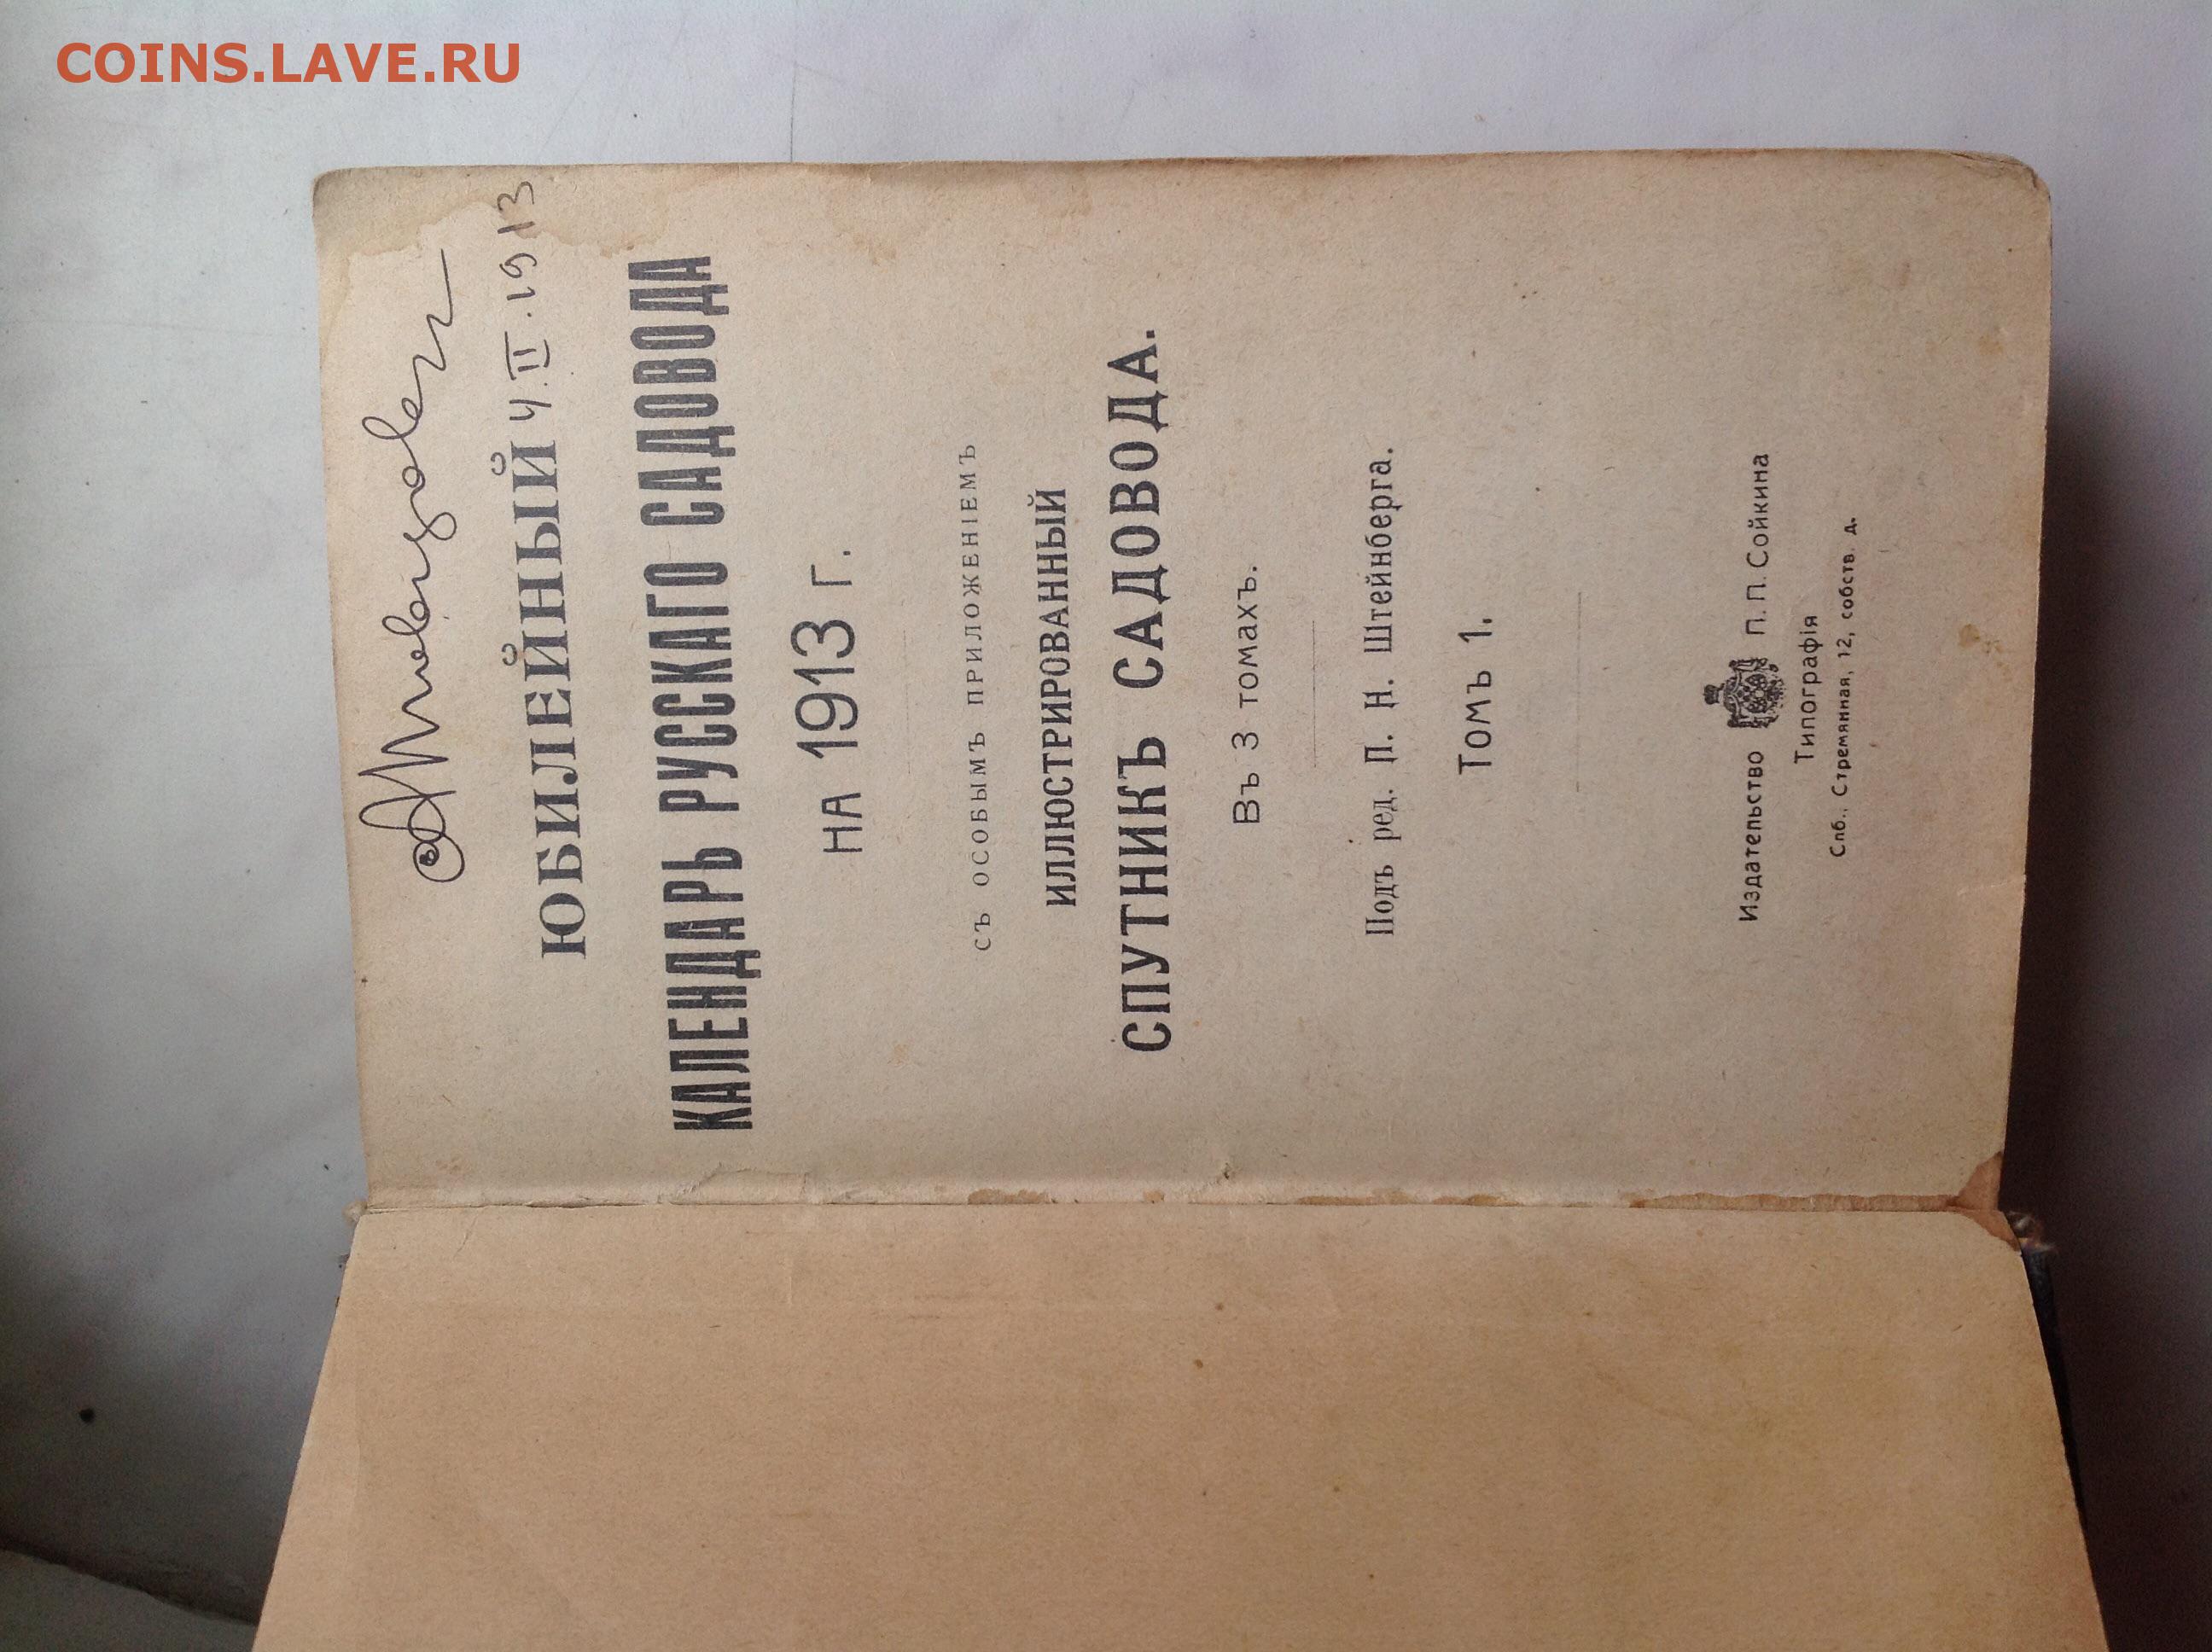 COINS.LAVE.RU
ЮБИЛЕЙНЫЙ 4.II.1913
КАЛЕНДАРЬ РУССКАГО САДОВОДА
НА 1913 г.
СЪ ОСОБЫМЪ ПРИЛОЖЕНІЕМЪ
ИЛЛЮСТРИРОВАННЫЙ
СПУТНИКЪ САДОВОДА.
Въ 3 томахъ.
Подъ ред. П. Н. Штейнберга.
Томъ 1.
Издательство П. П. Сойкина
Типографія
Спб., Стремянная, 12, собств. д.